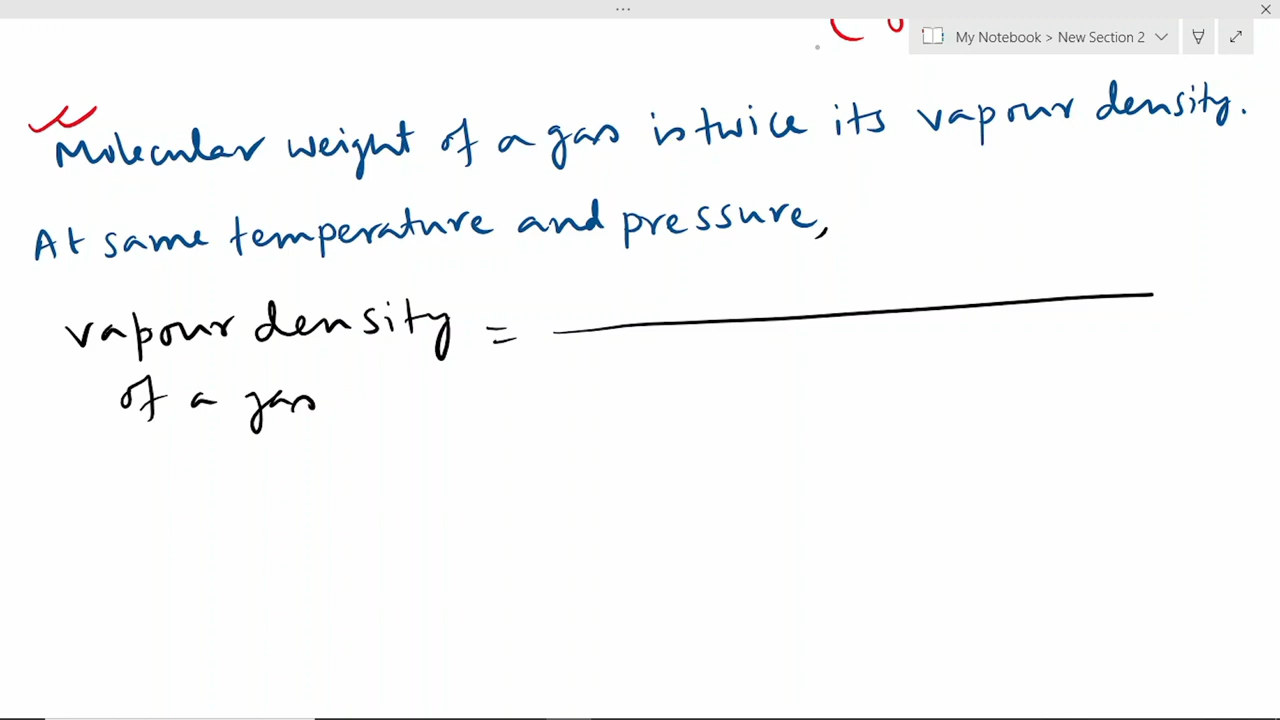 My Notebook > New Section 2
Molecular weight of a gas is twice its vapour density.
At same temperature and pressure,
vapour density =
of a gas